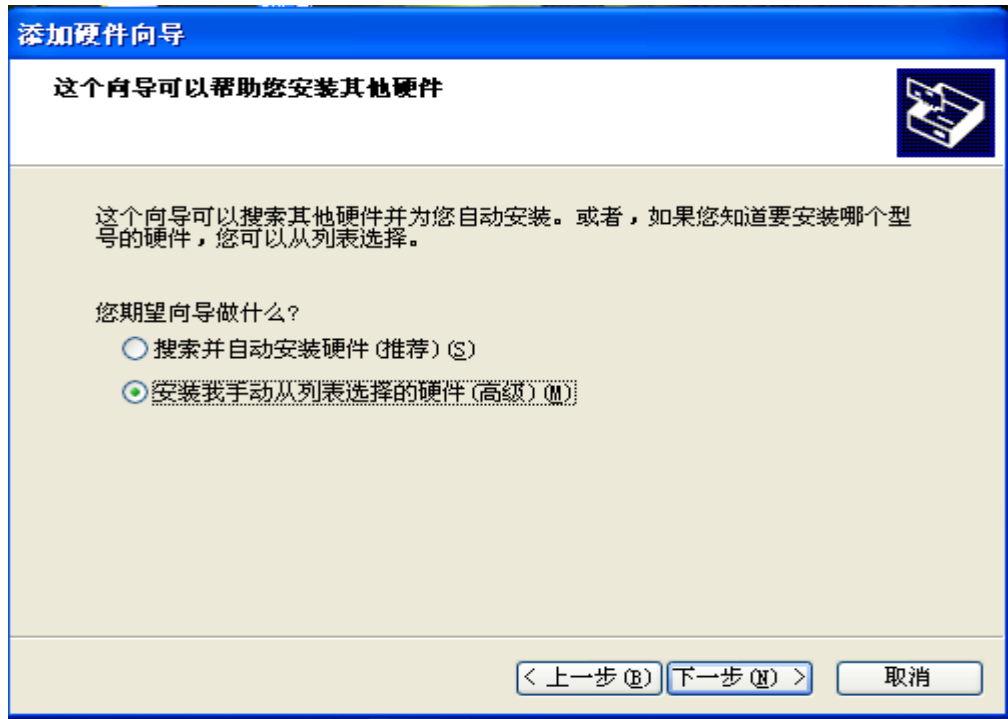 添加硬件向导
这个向导可以帮助您安装其他硬件
这个向导可以搜索其他硬件并为您自动安装。或者，如果您知道要安装哪个型
号的硬件，您可以从列表选择。
您期望向导做什么?
搜索并自动安装硬件(推荐)(S)
安装我手动从列表选择的硬件(高级)(M)
< 上一步(B) 下一步(N) > 取消